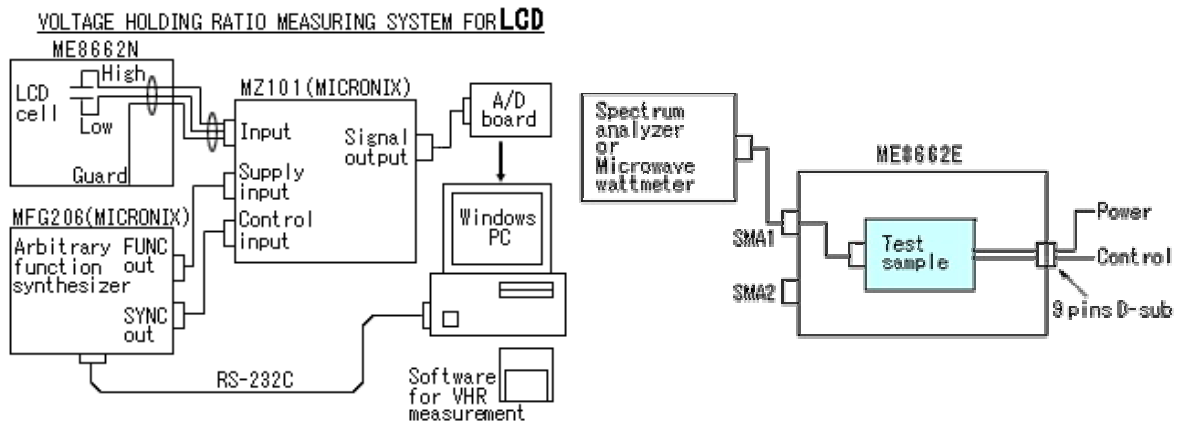 VOLTAGE HOLDING RATIO MEASURING SYSTEM FOR LCD
ME8662N
High
LCD
cell
Low
Guard
MZ101(MICRONIX)
Input
Signal
output
Supply
input
Control
input
A/D
board
Windows
PC
MFG206(MICRONIX)
Arbitrary
function
synthesizer
FUNC
out
SYNC
out
RS-232C
Software
for VHR
measurement
Spectrum
analyzer
or
Microwave
wattmeter
ME8662E
SMA1
SMA2
Test
sample
Power
Control
9 pins D-sub